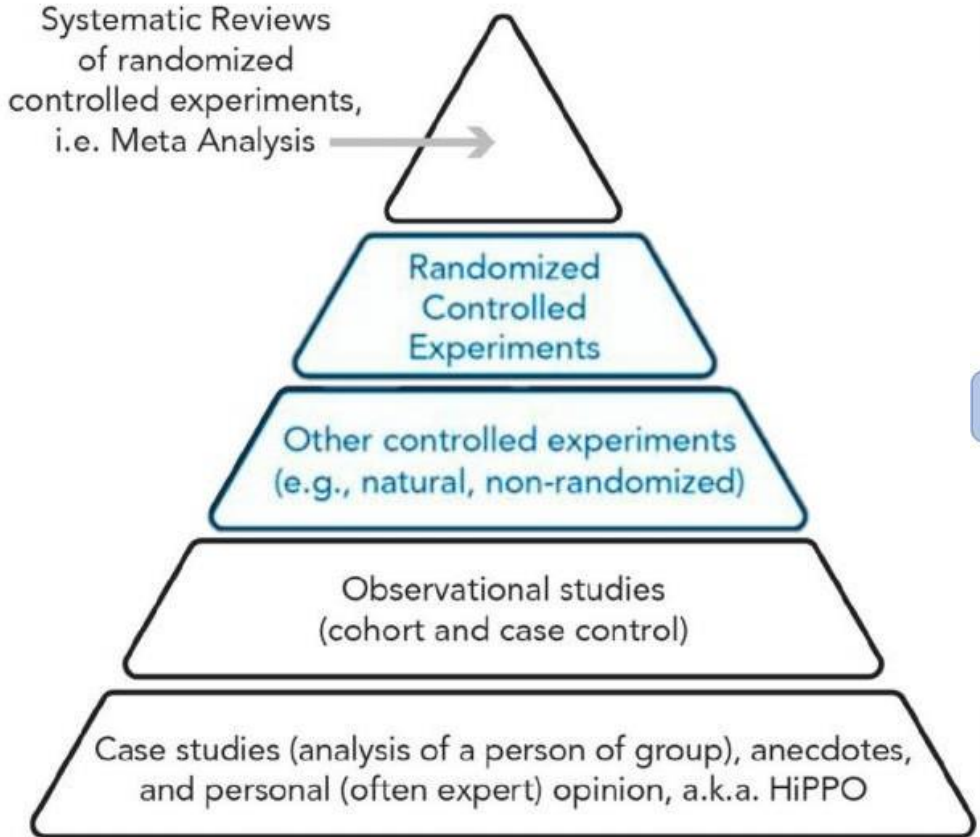 Systematic Reviews
of randomized
controlled experiments,
i.e. Meta Analysis
Randomized
Controlled
Experiments
Other controlled experiments
(e.g., natural, non-randomized)
Observational studies
(cohort and case control)
Case studies (analysis of a person of group), anecdotes,
and personal (often expert) opinion, a.k.a. HiPPO